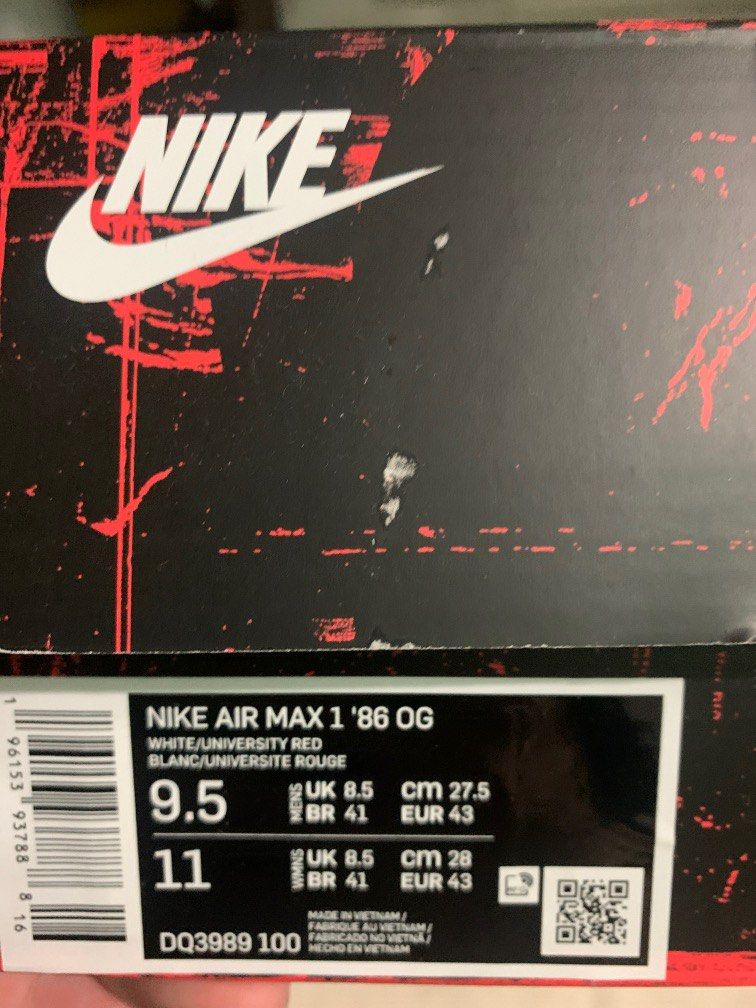 NIKE
NIKE AIR MAX 1 '86 OG
WHITE/UNIVERSITY RED
BLANC/UNIVERSITE ROUGE
9.5 MENS UK 8.5 cm 27.5
BR 41 EUR 43
11 WMNS UK 8.5 cm 28
BR 41 EUR 43
DQ3989 100
MADE IN VIETNAM /
FABRIQUE AU VIETNAM /
FABRICADO NO VIETNÃ /
HECHO EN VIETNAM
1 96153 93788 8 16